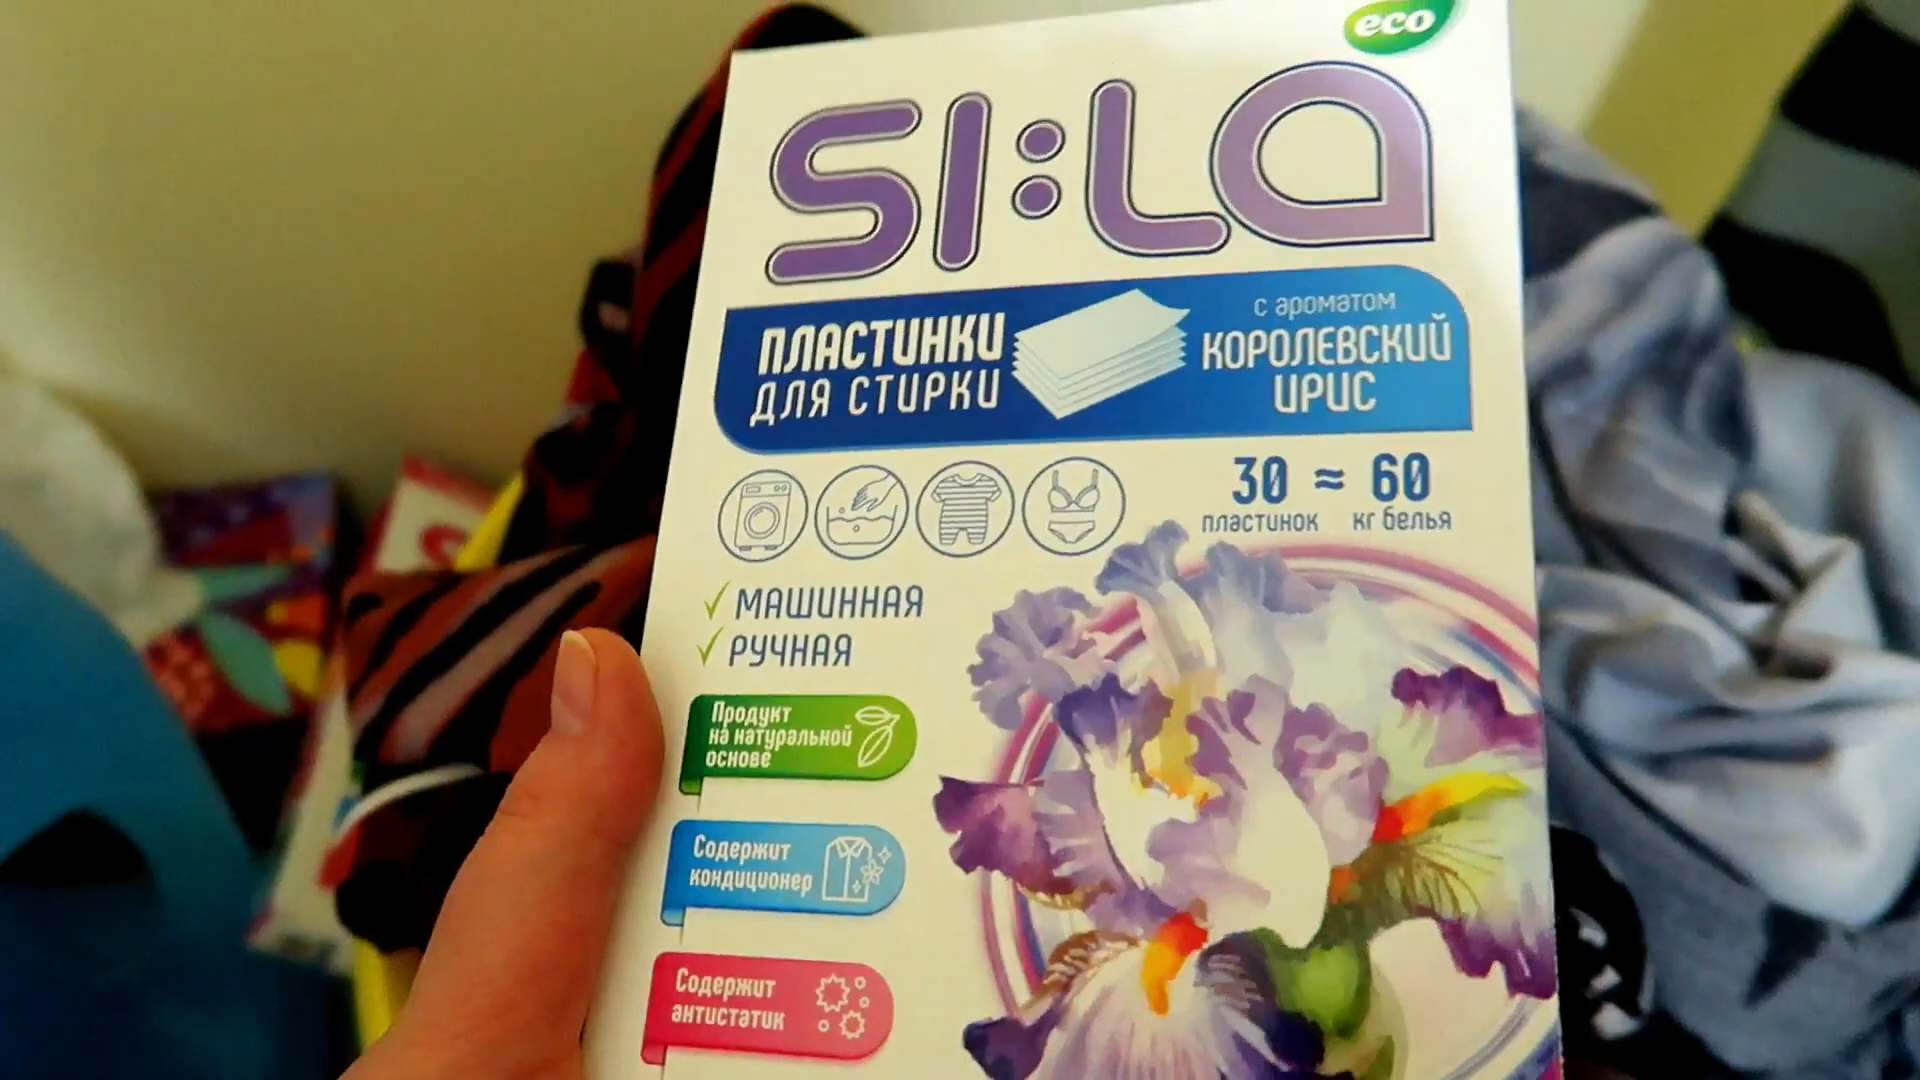 eco
SI:LA
ПЛАСТИНКИ
ДЛЯ СТИРКИ
с ароматом
КОРОЛЕВСКИЙ
ИРИС
30 ≈ 60
пластинок кг белья
МАШИННАЯ
РУЧНАЯ
Продукт
на натуральной
основе
Содержит
кондиционер
Содержит
антистатик